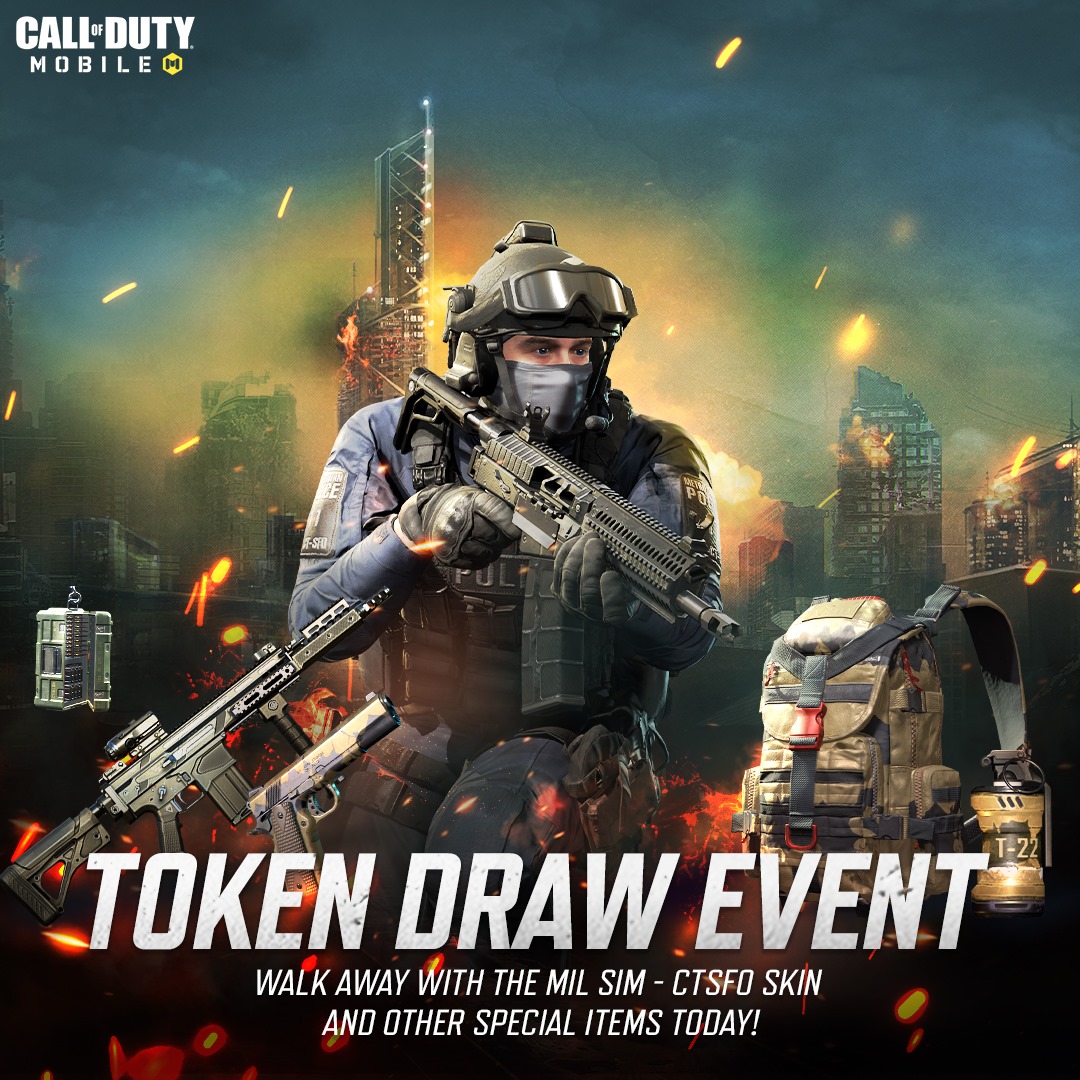 CALL OF DUTY
MOBILE
POL
T-22
TOKEN DRAW EVENT
WALK AWAY WITH THE MIL SIM - CTSFO SKIN
AND OTHER SPECIAL ITEMS TODAY!